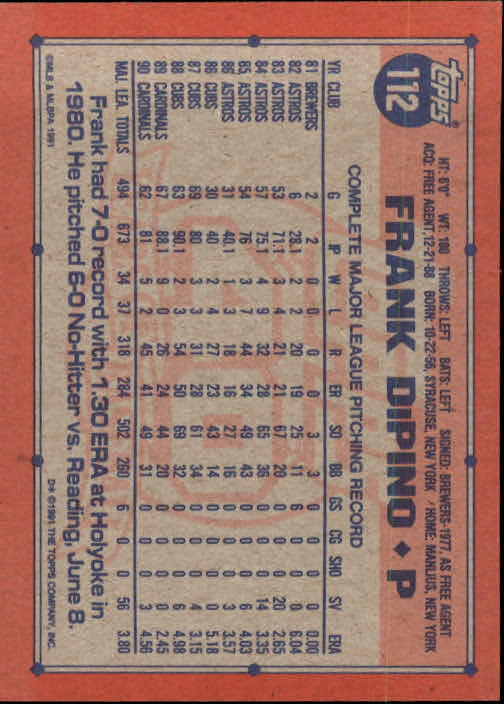 topps®
112
FRANK DIPINO ♦ P
HT: 6'0" WT: 180 THROWS: LEFT BATS: LEFT SIGNED: BREWERS-1977, AS FREE AGENT
ACQ: FREE AGENT, 12-21-88 BORN: 10-22-56, SYRACUSE, NEW YORK / HOME: MANLIUS, NEW YORK
COMPLETE MAJOR LEAGUE PITCHING RECORD
YR CLUB G IP W L R ER SO BB GS CG SHO SV ERA
81 BREWERS 2 2 0 0 0 0 3 3 0 0 0 0 0.00
82 ASTROS 6 28.1 2 2 20 19 25 11 6 0 0 0 6.04
83 ASTROS 53 71.1 3 4 21 21 67 20 0 0 0 20 2.65
84 ASTROS 57 75.1 4 9 32 28 65 36 0 0 0 14 3.35
85 ASTROS 54 76 3 7 44 34 49 43 0 0 0 6 4.03
86 ASTROS 31 40.1 1 3 18 16 27 16 0 0 0 3 3.57
86 CUBS 30 40 2 4 27 23 43 14 0 0 0 0 5.18
87 CUBS 69 80 3 3 31 28 61 34 0 0 0 4 3.15
88 CUBS 63 90.1 2 3 54 50 69 32 0 0 0 6 4.98
89 CARDINALS 67 88.1 9 0 26 24 44 20 0 0 0 0 2.45
90 CARDINALS 62 81 5 2 45 41 49 31 0 0 0 3 4.56
MAJ. LEA. TOTALS 494 673 34 37 318 284 502 260 6 0 0 56 3.80
Frank had 7-0 record with 1.30 ERA at Holyoke in
1980. He pitched 6-0 No-Hitter vs. Reading, June 8.
©MLB & MLBPA 1991
D* ©1991 THE TOPPS COMPANY, INC.